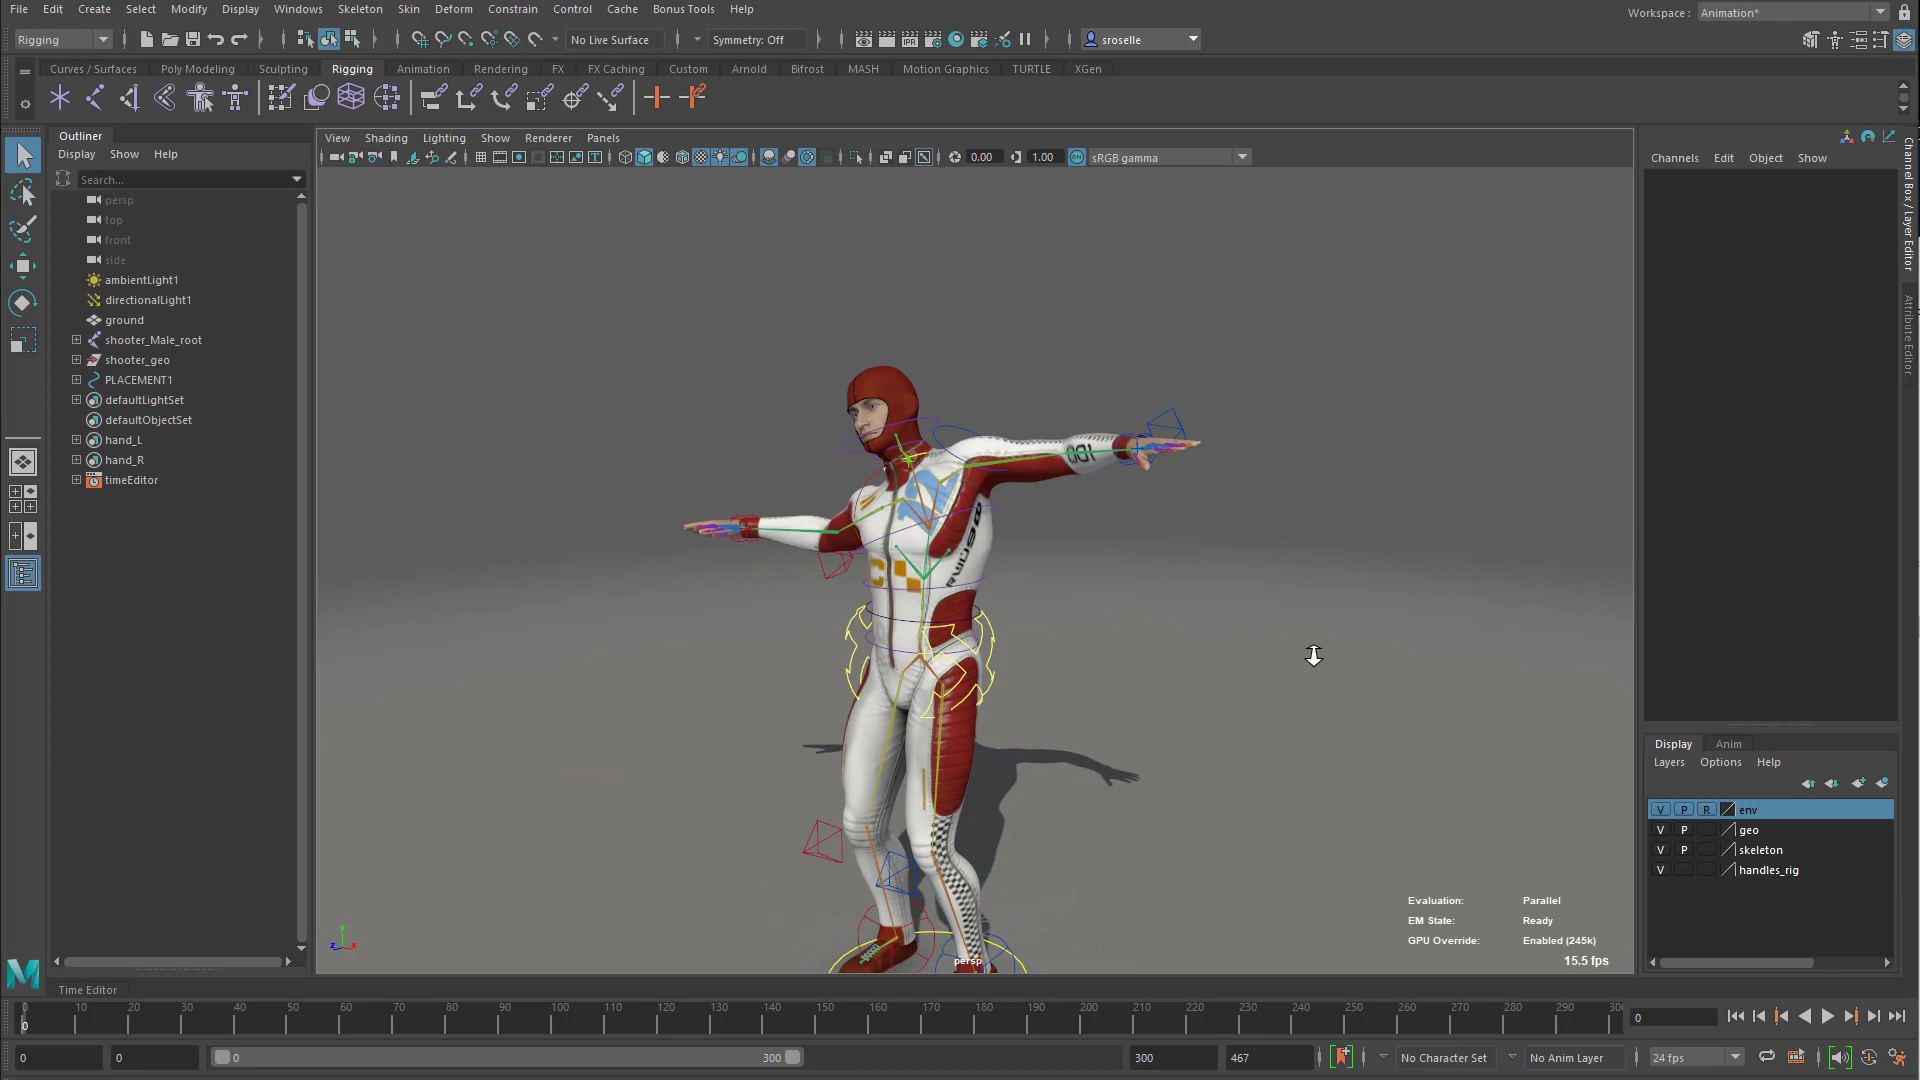 File Edit Create Select Modify Display Windows Skeleton Skin Deform Constrain Control Cache Bonus Tools Help
Workspace : Animation*
Rigging No Live Surface Symmetry: Off IPR sroselle
Curves / Surfaces Poly Modeling Sculpting Rigging Animation Rendering FX FX Caching Custom Arnold Bifrost MASH Motion Graphics TURTLE XGen
Outliner
Display Show Help
Search...
persp
top
front
side
ambientLight1
directionalLight1
ground
shooter_Male_root
shooter_geo
PLACEMENT1
defaultLightSet
defaultObjectSet
hand_L
hand_R
timeEditor
View Shading Lighting Show Renderer Panels
0.00 1.00 ON sRGB gamma
001
Evaluation: Parallel
EM State: Ready
GPU Override: Enabled (245k)
15.5 fps
persp
y
z x
Channels Edit Object Show
Channel Box / Layer Editor
Attribute Editor
Display Anim
Layers Options Help
V P R env
V P geo
V P skeleton
V handles_rig
Time Editor
0 10 20 30 40 50 60 70 80 90 100 110 120 130 140 150 160 170 180 190 200 210 220 230 240 250 260 270 280 290 30
0
0
0 0 0 300 300 467 No Character Set No Anim Layer 24 fps